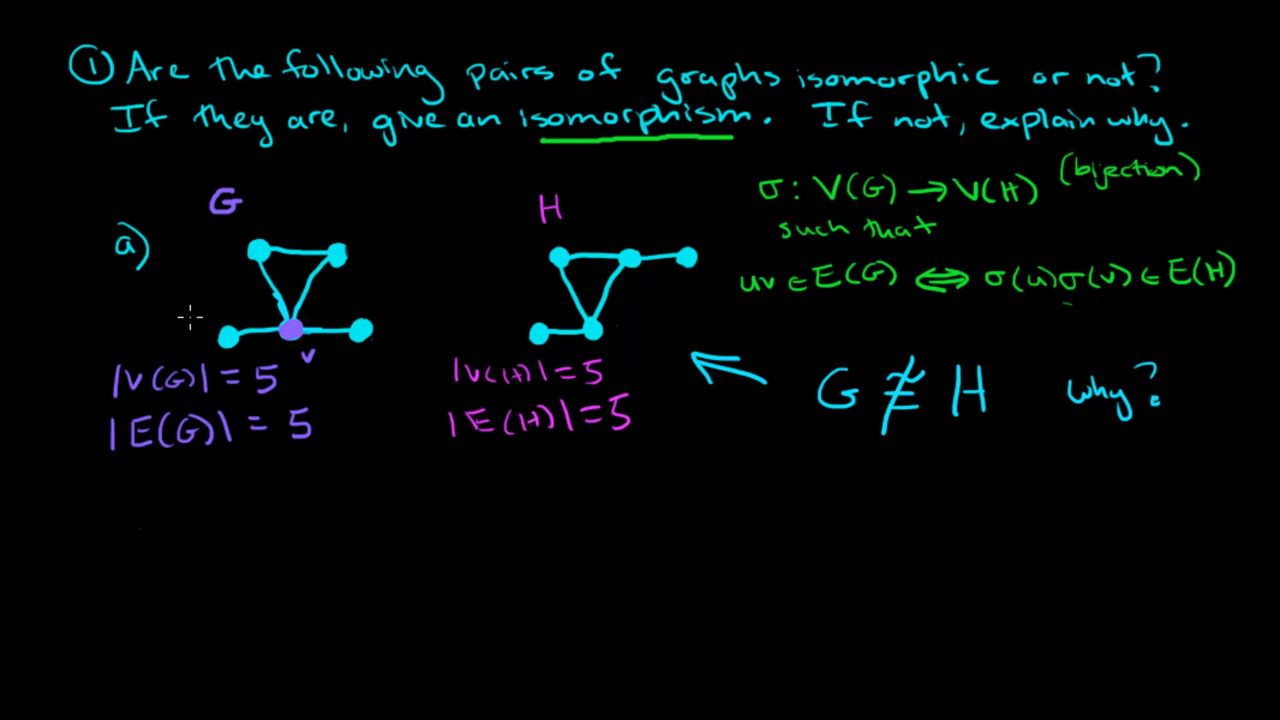 ① Are the following pairs of graphs isomorphic or not?
If they are, give an isomorphism. If not, explain why.
σ : V(G) → V(H) (bijection)
such that
uv ∈ E(G) ⟺ σ(u)σ(v) ∈ E(H)
a)
G
H
v
|V(G)| = 5
|E(G)| = 5
|V(H)| = 5
|E(H)| = 5
G ≇ H why?